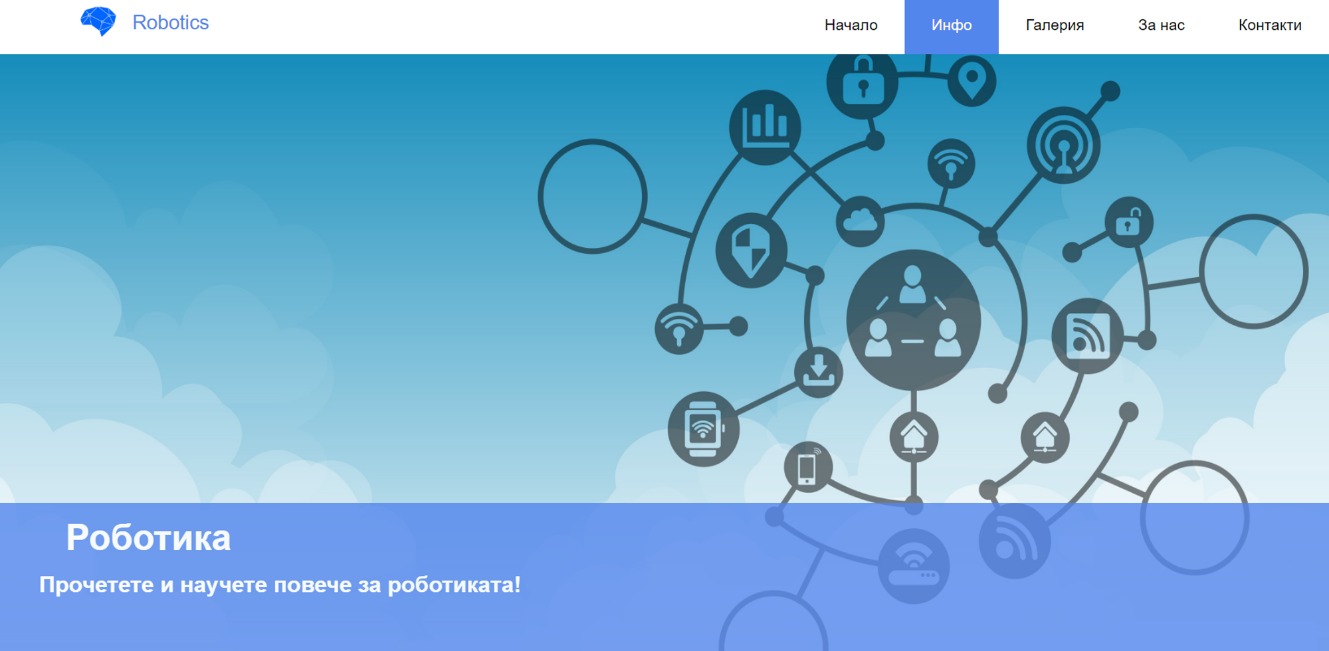 Robotics
Начало
Инфо
Галерия
За нас
Контакти
Роботика
Прочетете и научете повече за роботиката!